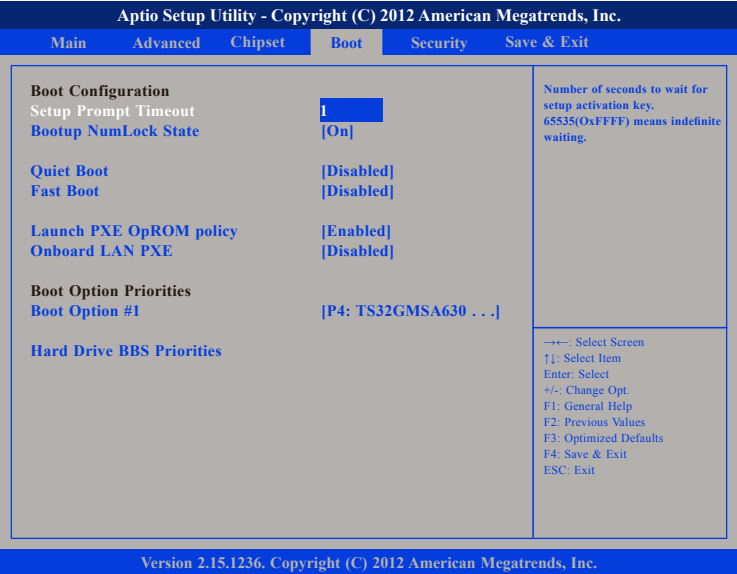 Aptio Setup Utility - Copyright (C) 2012 American Megatrends, Inc.
Main Advanced Chipset Boot Security Save & Exit
Boot Configuration
Setup Prompt Timeout 1
Bootup NumLock State [On]
Quiet Boot [Disabled]
Fast Boot [Disabled]
Launch PXE OpROM policy [Enabled]
Onboard LAN PXE [Disabled]
Boot Option Priorities
Boot Option #1 [P4: TS32GMSA630 . . .]
Hard Drive BBS Priorities
Number of seconds to wait for
setup activation key.
65535(OxFFFF) means indefinite
waiting.
→←: Select Screen
↑↓: Select Item
Enter: Select
+/-: Change Opt.
F1: General Help
F2: Previous Values
F3: Optimized Defaults
F4: Save & Exit
ESC: Exit
Version 2.15.1236. Copyright (C) 2012 American Megatrends, Inc.